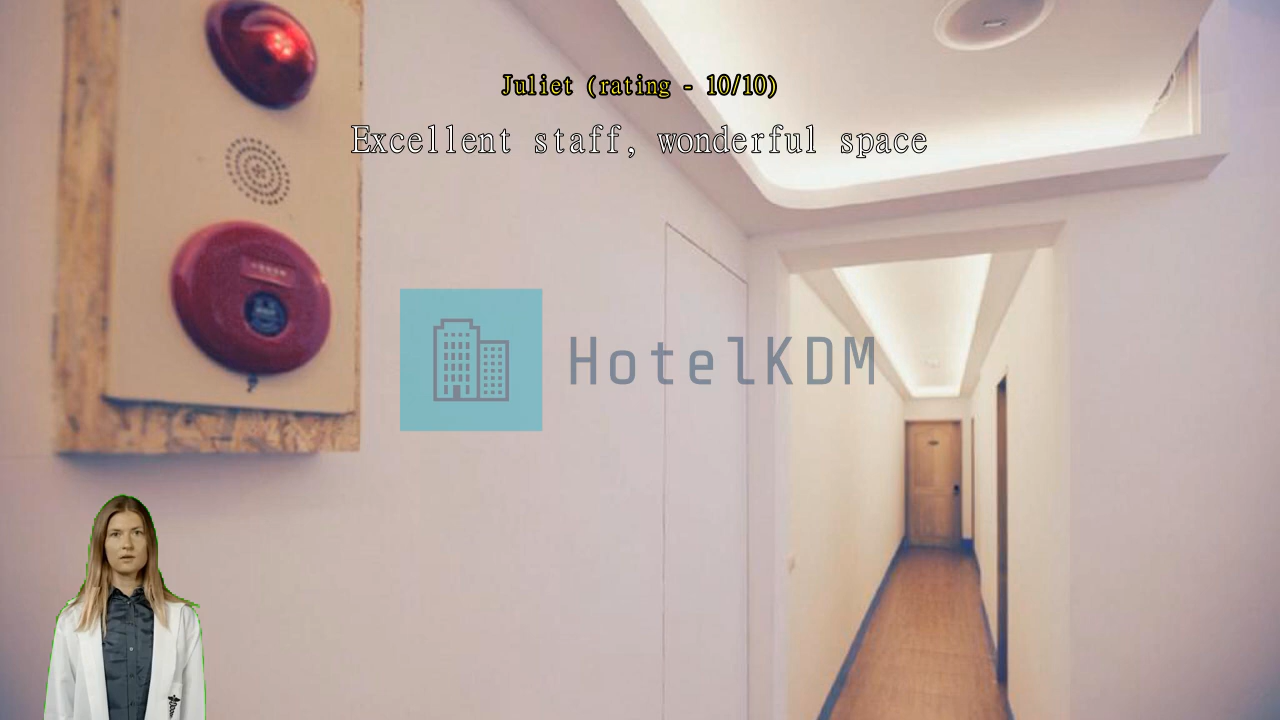 Juliet (rating - 10/10)
Excellent staff, wonderful space
HotelKDM